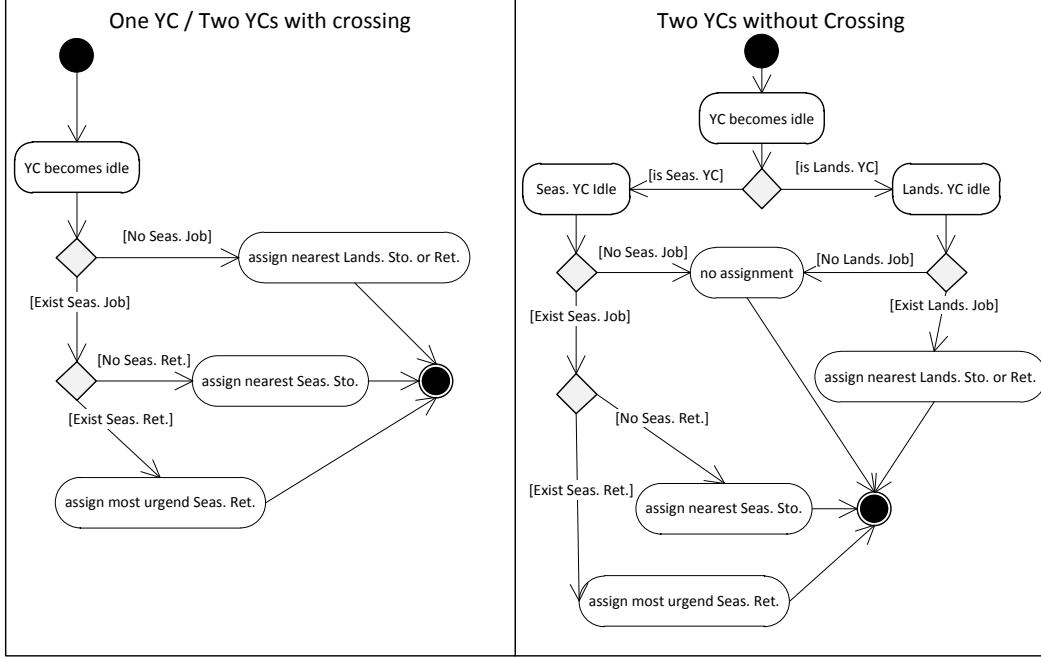 One YC / Two YCs with crossing
YC becomes idle
[No Seas. Job]
assign nearest Lands. Sto. or Ret.
[Exist Seas. Job]
[No Seas. Ret.]
assign nearest Seas. Sto.
[Exist Seas. Ret.]
assign most urgend Seas. Ret.
Two YCs without Crossing
YC becomes idle
[is Seas. YC]
[is Lands. YC]
Seas. YC Idle
Lands. YC idle
[No Seas. Job]
no assignment
[No Lands. Job]
[Exist Seas. Job]
[Exist Lands. Job]
assign nearest Lands. Sto. or Ret.
[No Seas. Ret.]
[Exist Seas. Ret.]
assign nearest Seas. Sto.
assign most urgend Seas. Ret.